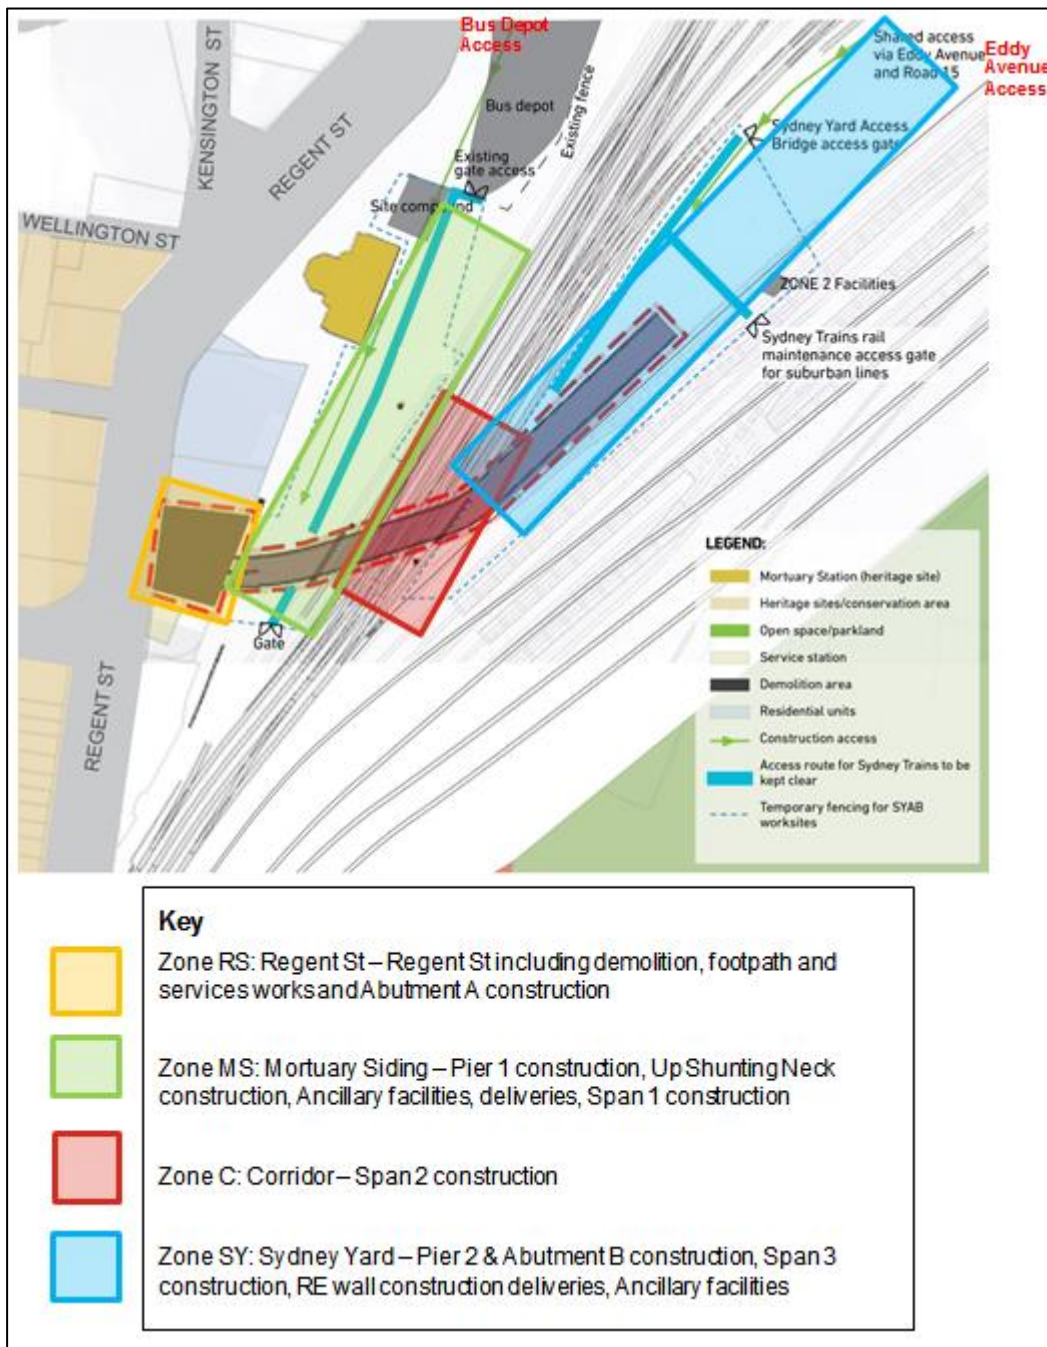 Bus Depot
Access
Shared access
via Eddy Avenue
and Road 15
Eddy
Avenue
Access
KENSINGTON ST
REGENT ST
Bus depot
Existing fence
Sydney Yard Access
Bridge access gate
Existing
gate access
Site compound
WELLINGTON ST
ZONE 2 Facilities
Sydney Trains rail
maintenance access gate
for suburban lines
Gate
REGENT ST
LEGEND:
Mortuary Station (heritage site)
Heritage sites/conservation area
Open space/parkland
Service station
Demolition area
Residential units
Construction access
Access route for Sydney Trains to be
kept clear
Temporary fencing for SYAB
worksites
Key
Zone RS: Regent St – Regent St including demolition, footpath and
services works and Abutment A construction
Zone MS: Mortuary Siding – Pier 1 construction, Up Shunting Neck
construction, Ancillary facilities, deliveries, Span 1 construction
Zone C: Corridor – Span 2 construction
Zone SY: Sydney Yard – Pier 2 & Abutment B construction, Span 3
construction, RE wall construction deliveries, Ancillary facilities